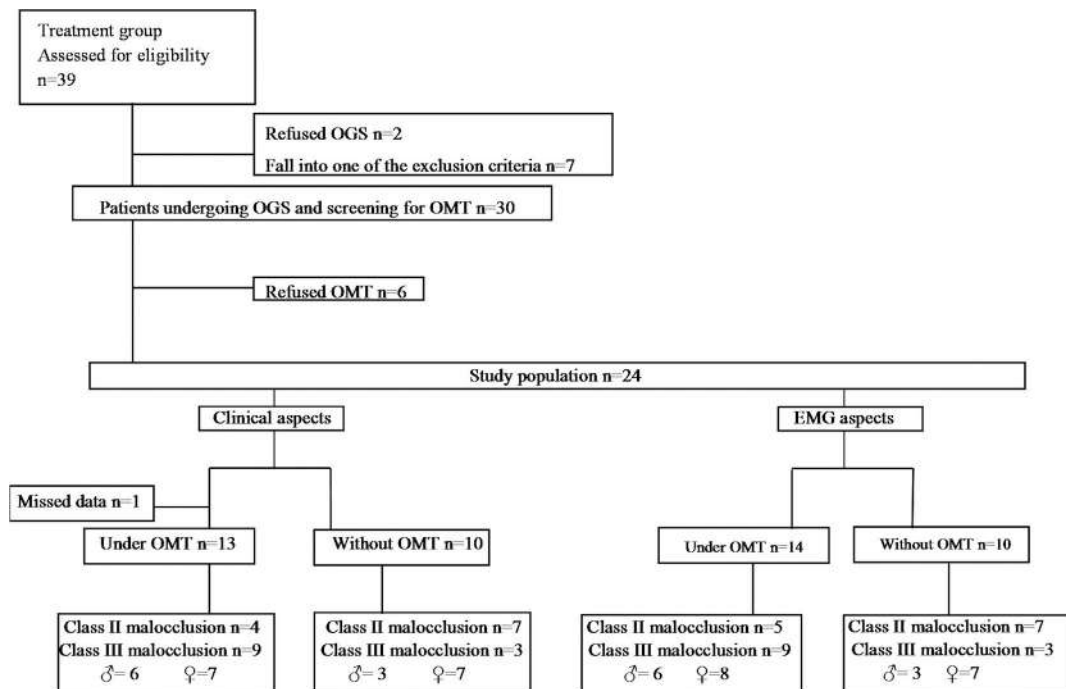 Treatment group
Assessed for eligibility
n=39
Refused OGS n=2
Fall into one of the exclusion criteria n=7
Patients undergoing OGS and screening for OMT n=30
Refused OMT n=6
Study population n=24
Clinical aspects
EMG aspects
Missed data n=1
Under OMT n=13
Without OMT n=10
Under OMT n=14
Without OMT n=10
Class II malocclusion n=4
Class III malocclusion n=9
♂= 6 ♀=7
Class II malocclusion n=7
Class III malocclusion n=3
♂= 3 ♀=7
Class II malocclusion n=5
Class III malocclusion n=9
♂= 6 ♀=8
Class II malocclusion n=7
Class III malocclusion n=3
♂= 3 ♀=7